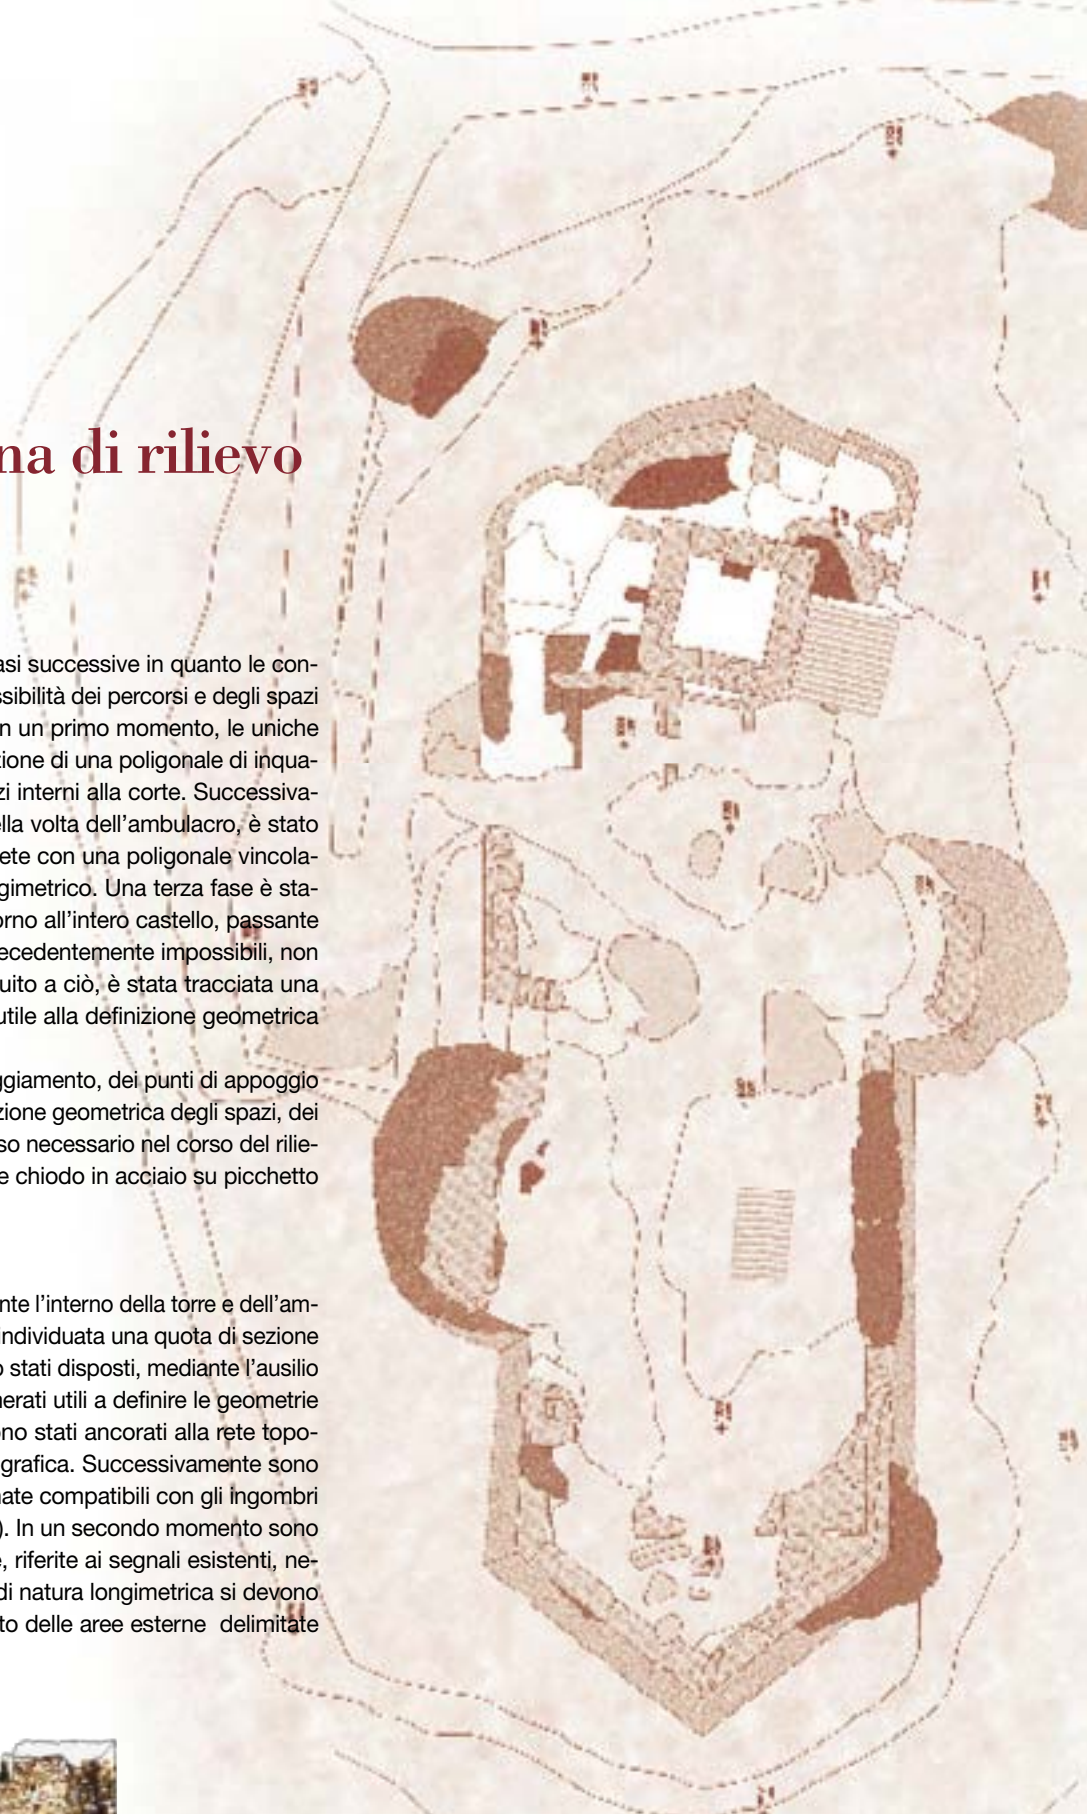 na di rilievo
asi successive in quanto le con-
ssibilità dei percorsi e degli spazi
n un primo momento, le uniche
zione di una poligonale di inqua-
zi interni alla corte. Successiva-
ella volta dell'ambulacro, è stato
ete con una poligonale vincola-
gimetrico. Una terza fase è sta-
orno all'intero castello, passante
ecedentemente impossibili, non
uito a ciò, è stata tracciata una
utile alla definizione geometrica
ggiamento, dei punti di appoggio
zione geometrica degli spazi, dei
so necessario nel corso del rilie-
e chiodo in acciaio su picchetto
nte l'interno della torre e dell'am-
individuata una quota di sezione
o stati disposti, mediante l'ausilio
nerati utili a definire le geometrie
no stati ancorati alla rete topo-
grafica. Successivamente sono
nate compatibili con gli ingombri
). In un secondo momento sono
e, riferite ai segnali esistenti, ne-
di natura longimetrica si devono
to delle aree esterne delimitate